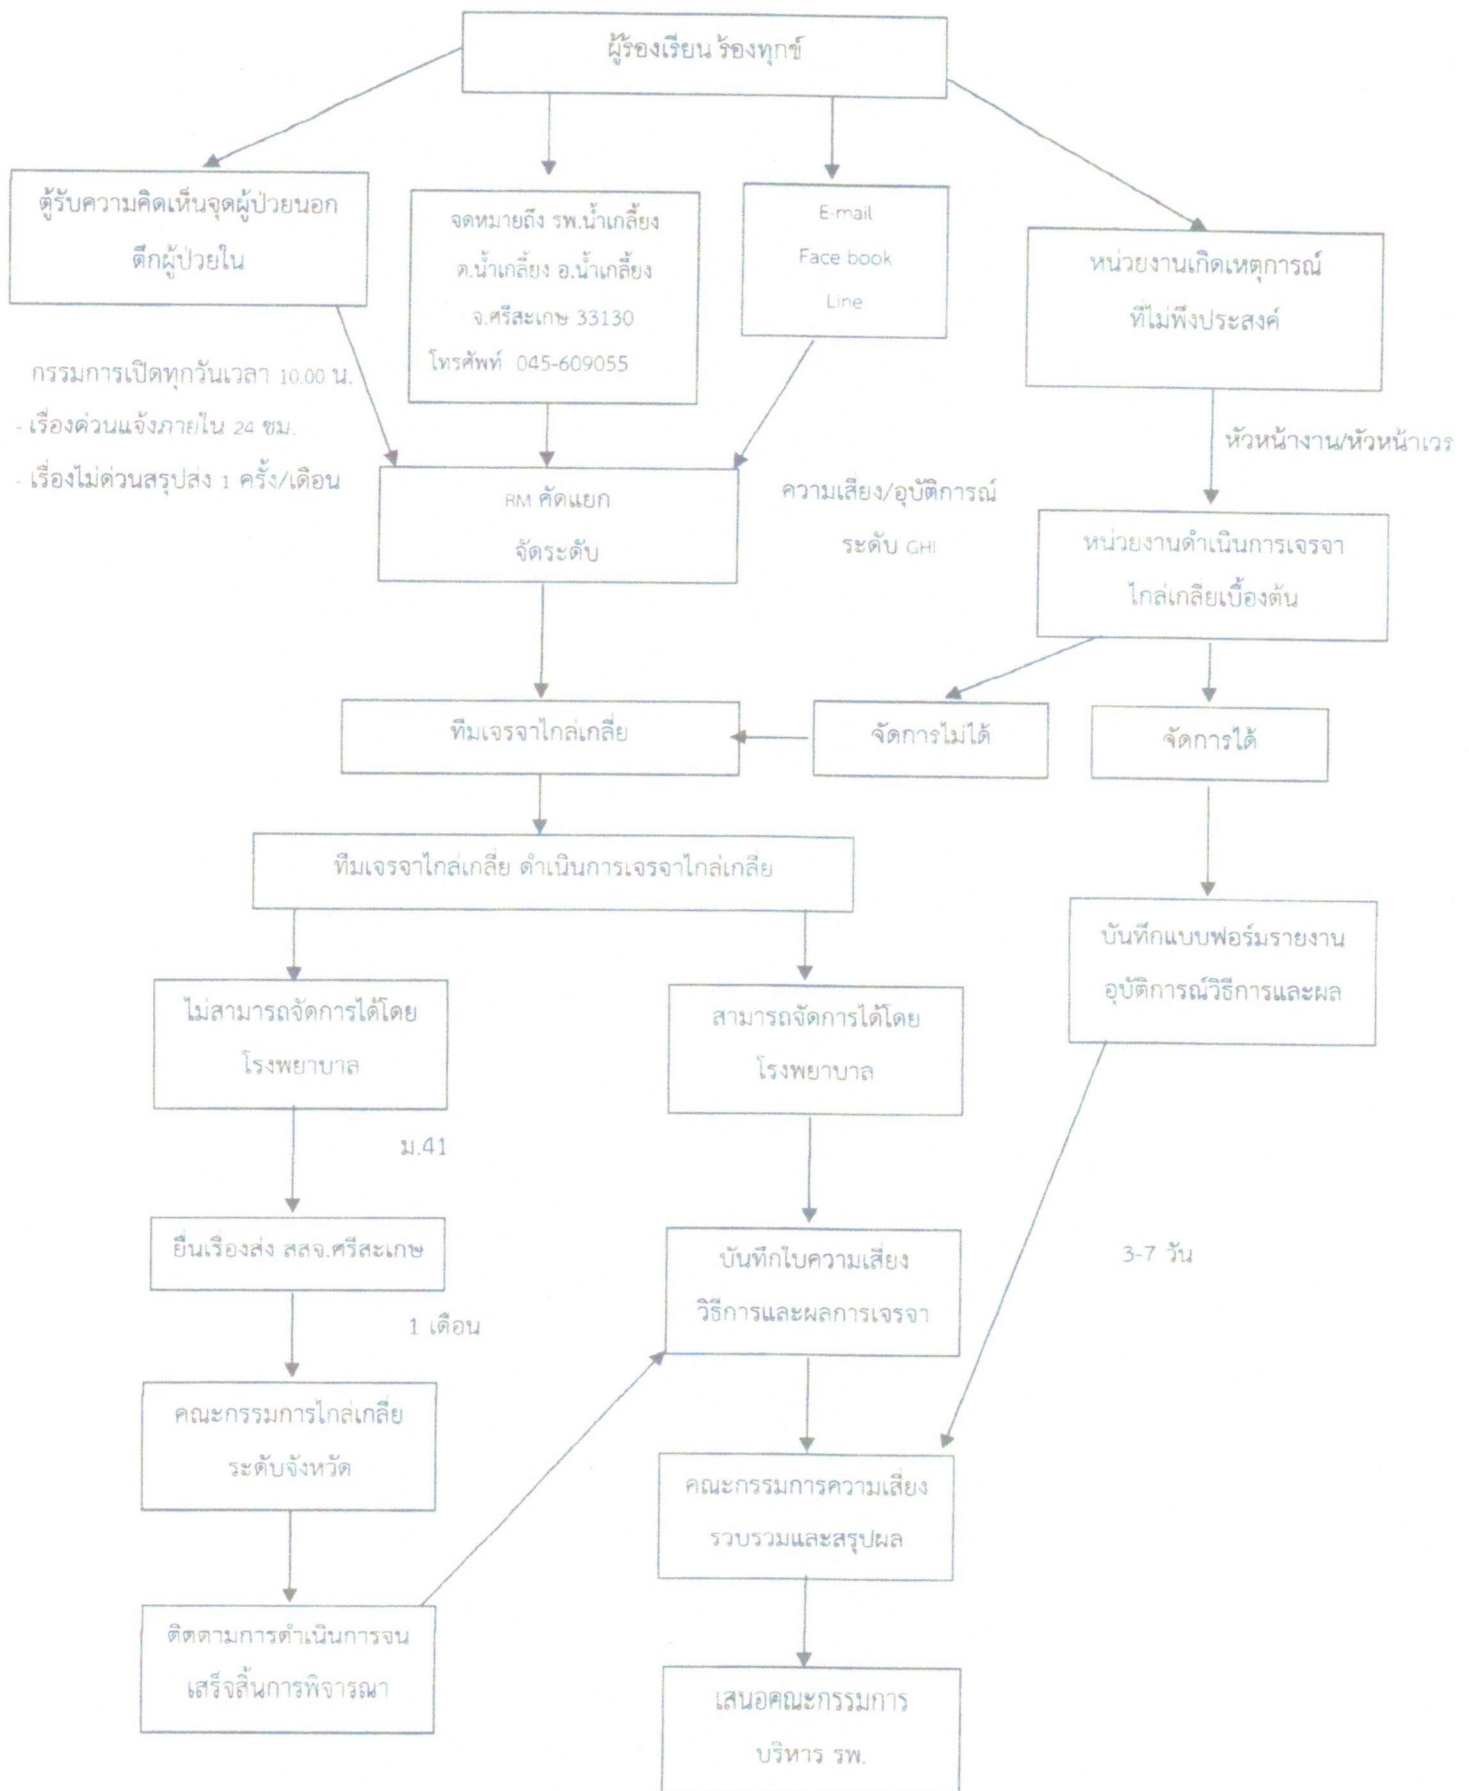 ผู้ร้องเรียน ร้องทุกข์
ตู้รับความคิดเห็นจุดผู้ป่วยนอก
ตึกผู้ป่วยใน
จดหมายถึง รพ.น้ำเกลี้ยง
ต.น้ำเกลี้ยง อ.น้ำเกลี้ยง
จ.ศรีสะเกษ 33130
โทรศัพท์ 045-609055
E-mail
Face book
Line
หน่วยงานเกิดเหตุการณ์
ที่ไม่พึงประสงค์
กรรมการเปิดทุกวันเวลา 10.00 น.
- เรื่องด่วนแจ้งภายใน 24 ชม.
- เรื่องไม่ด่วนสรุปส่ง 1 ครั้ง/เดือน
หัวหน้างาน/หัวหน้าเวร
RM คัดแยก
จัดระดับ
ความเสี่ยง/อุบัติการณ์
ระดับ GHI
หน่วยงานดำเนินการเจรจา
ไกล่เกลี่ยเบื้องต้น
ทีมเจรจาไกล่เกลี่ย
จัดการไม่ได้
จัดการได้
ทีมเจรจาไกล่เกลี่ย ดำเนินการเจรจาไกล่เกลี่ย
บันทึกแบบฟอร์มรายงาน
อุบัติการณ์วิธีการและผล
ไม่สามารถจัดการได้โดย
โรงพยาบาล
สามารถจัดการได้โดย
โรงพยาบาล
ม.41
ยื่นเรื่องส่ง สสจ.ศรีสะเกษ
บันทึกใบความเสี่ยง
วิธีการและผลการเจรจา
3-7 วัน
1 เดือน
คณะกรรมการไกล่เกลี่ย
ระดับจังหวัด
คณะกรรมการความเสี่ยง
รวบรวมและสรุปผล
ติดตามการดำเนินการจน
เสร็จสิ้นการพิจารณา
เสนอคณะกรรมการ
บริหาร รพ.